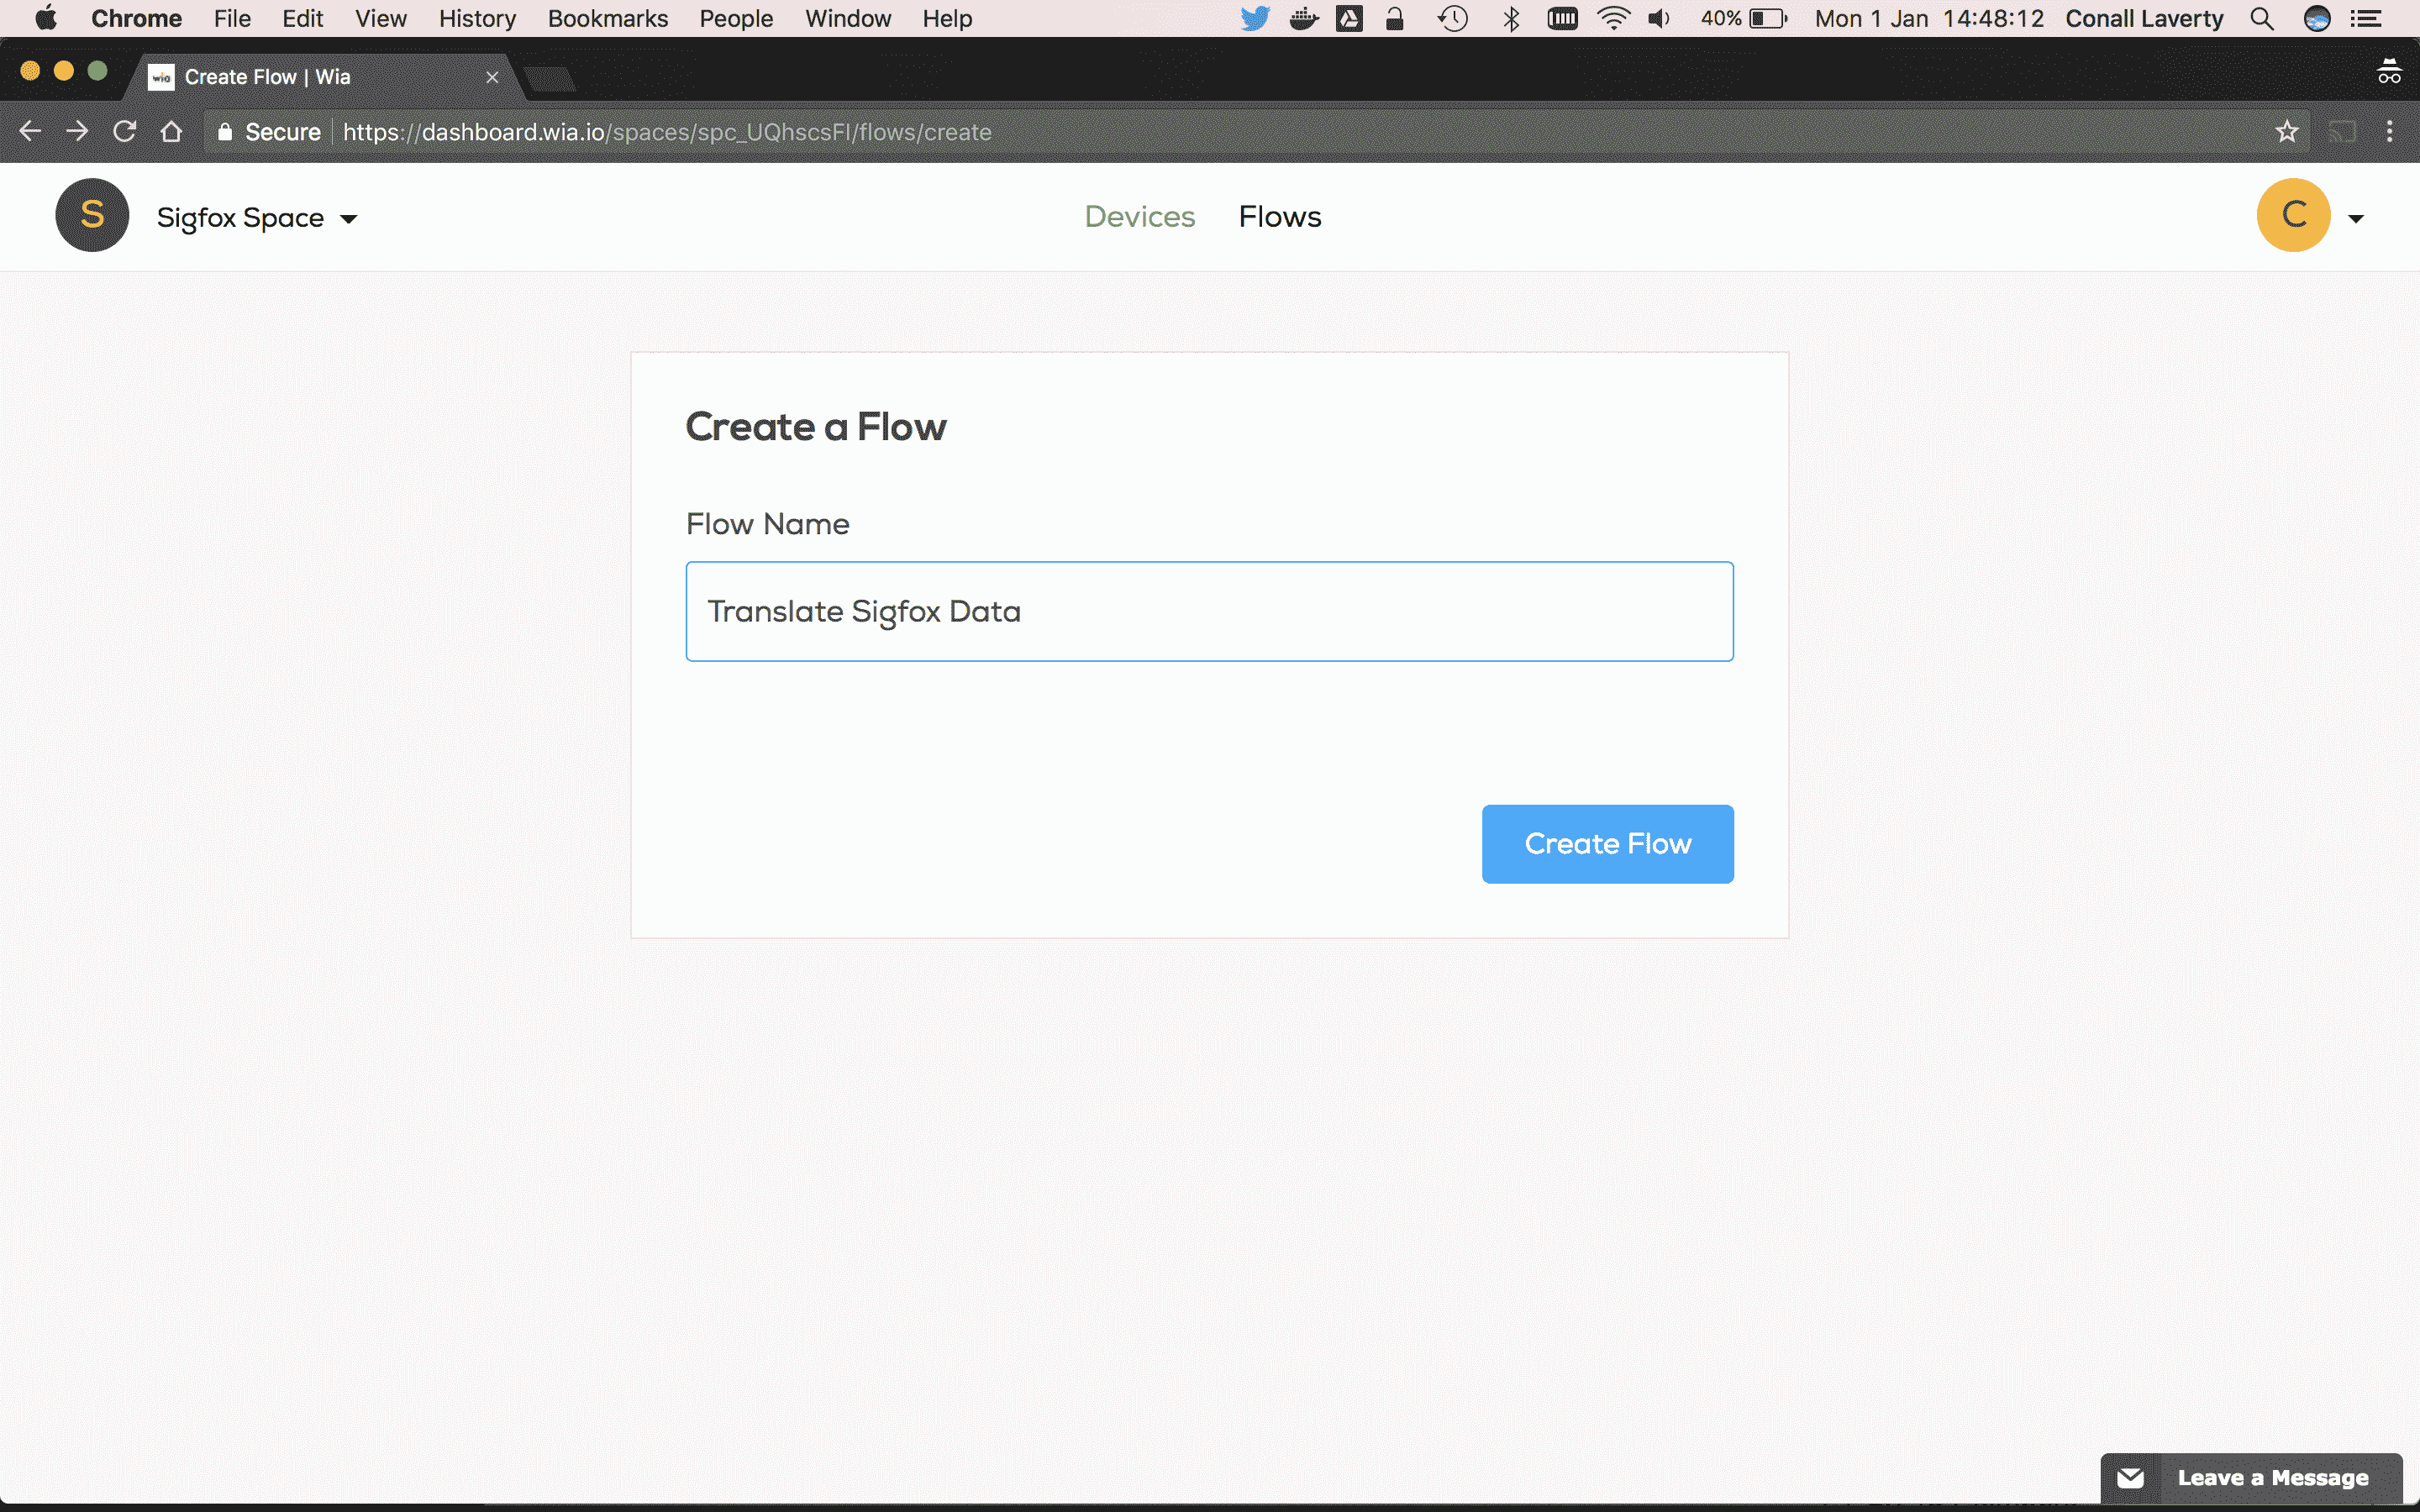 Chrome File Edit View History Bookmarks People Window Help 40% Mon 1 Jan 14:48:12 Conall Laverty
wia Create Flow | Wia
Secure https://dashboard.wia.io/spaces/spc_UQhscsFI/flows/create
S Sigfox Space Devices Flows C
Create a Flow
Flow Name
Translate Sigfox Data
Create Flow
Leave a Message